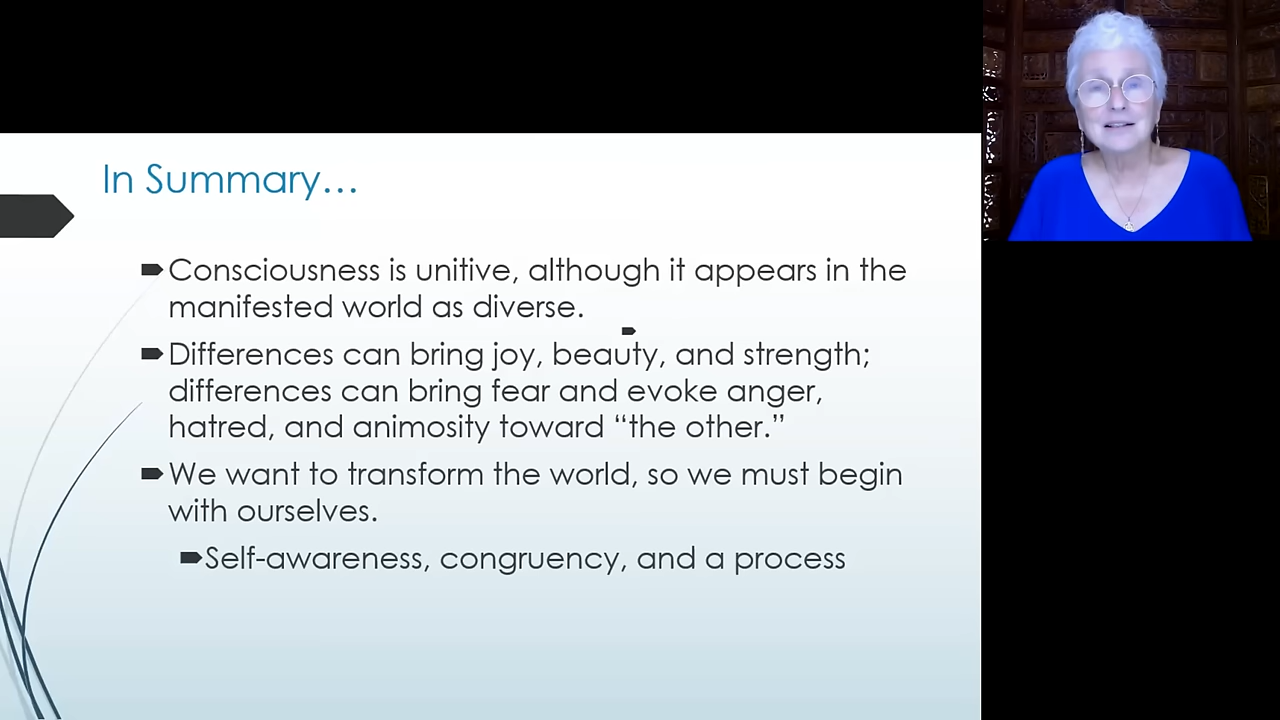 In Summary…
Consciousness is unitive, although it appears in the
manifested world as diverse.
Differences can bring joy, beauty, and strength;
differences can bring fear and evoke anger,
hatred, and animosity toward “the other.”
We want to transform the world, so we must begin
with ourselves.
Self-awareness, congruency, and a process